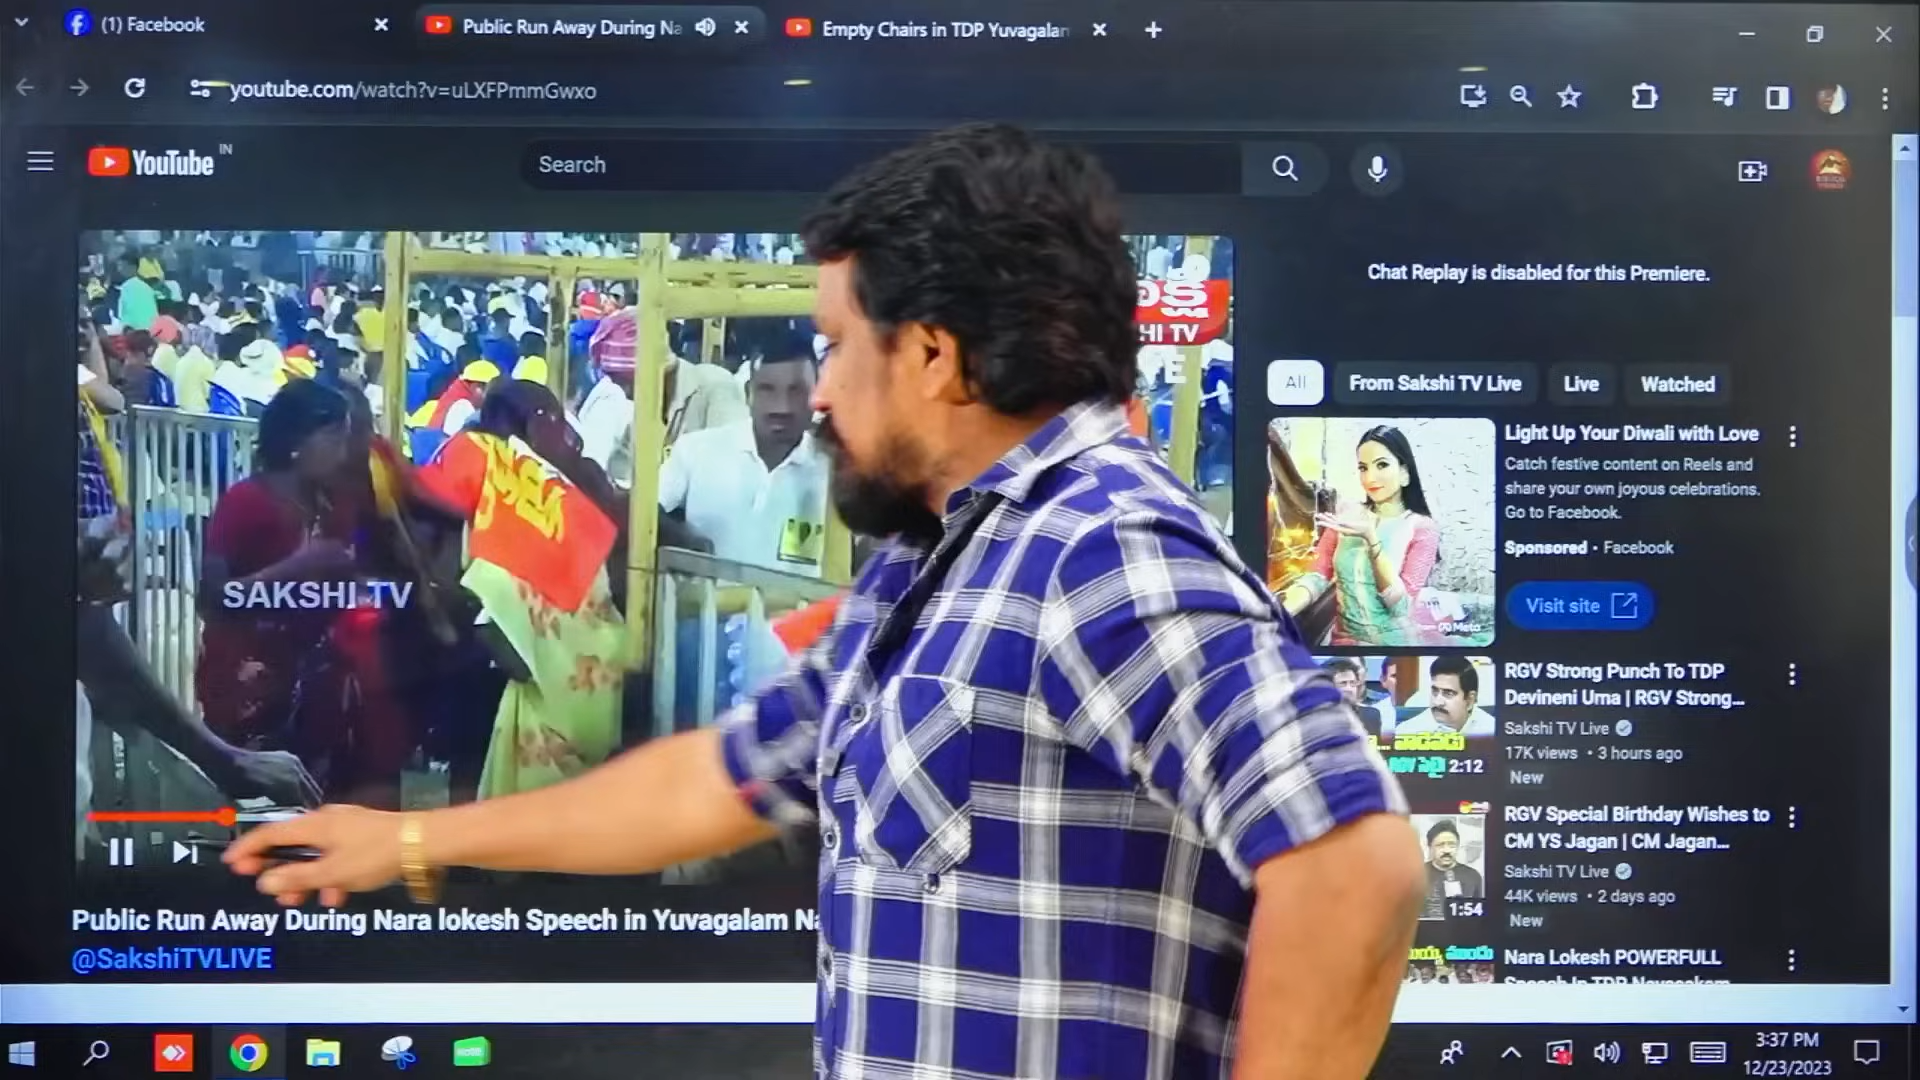 (1) Facebook
Public Run Away During Na
Empty Chairs in TDP Yuvagalar
youtube.com/watch?v=uLXFPmmGwxo
YouTube IN
Search
HI TV
SAKSHI TV
Public Run Away During Nara lokesh Speech in Yuvagalam Na
@SakshiTVLIVE
Chat Replay is disabled for this Premiere.
All
From Sakshi TV Live
Live
Watched
Light Up Your Diwali with Love
Catch festive content on Reels and
share your own joyous celebrations.
Go to Facebook.
Sponsored • Facebook
Visit site
Meta
RGV Strong Punch To TDP
Devineni Uma | RGV Strong...
Sakshi TV Live
17K views • 3 hours ago
New
2:12
RGV Special Birthday Wishes to
CM YS Jagan | CM Jagan...
Sakshi TV Live
44K views • 2 days ago
New
1:54
Nara Lokesh POWERFULL
3:37 PM
12/23/2023